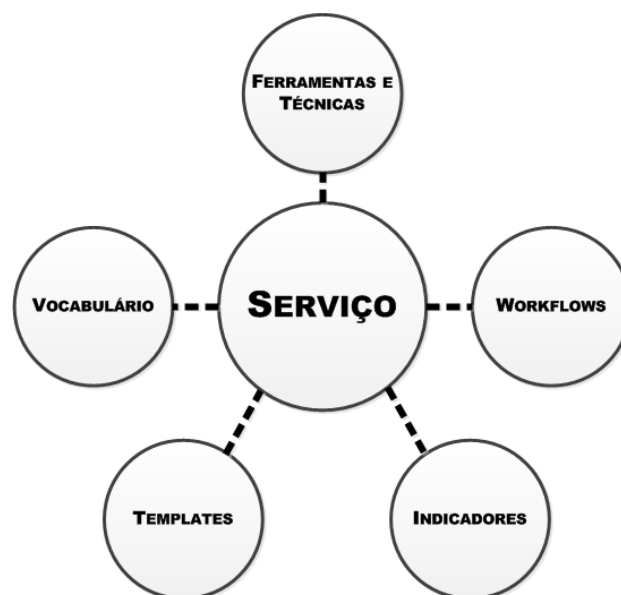 FERRAMENTAS E
TÉCNICAS
VOCABULÁRIO
SERVIÇO
WORKFLOWS
TEMPLATES
INDICADORES